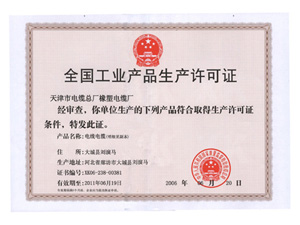 全国工业产品生产许可证
天津市电缆总厂橡塑电缆厂
经审查，你单位生产的下列产品符合取得生产许可证
条件，特发此证。
产品名称：电线电缆
住 所：大城县刘演马
生产地址：河北省廊坊市大城县刘演马
证书编号：XK06-238-00361
有效期至：2011年06月19日
2006 年 月 20 日